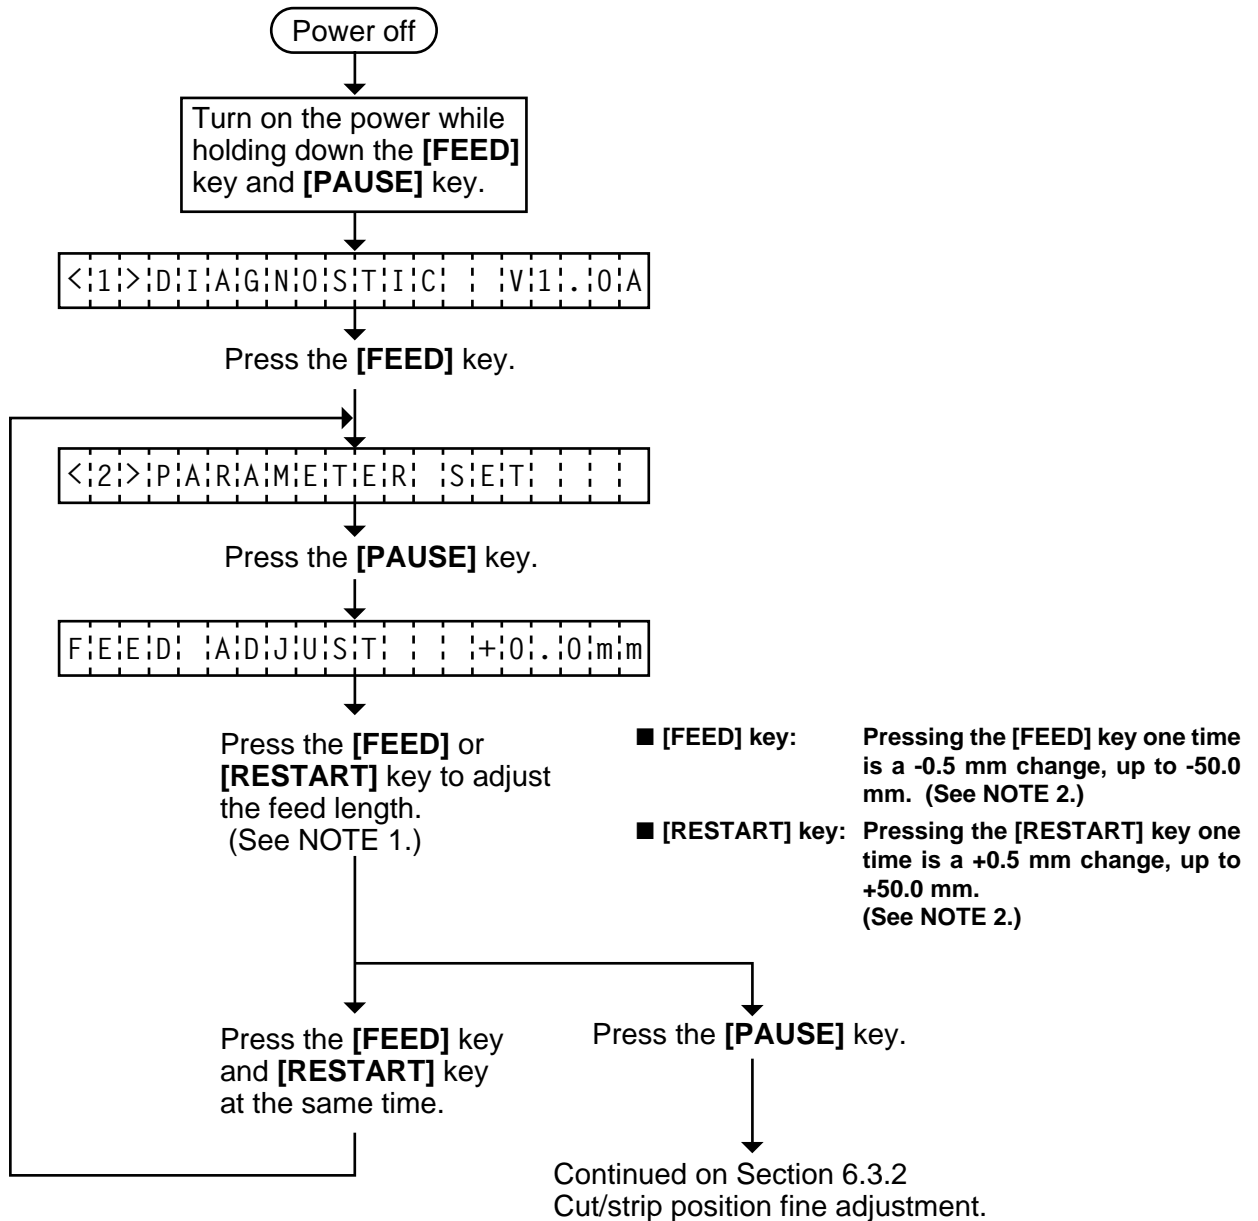 Power off
Turn on the power while
holding down the [FEED]
key and [PAUSE] key.
<1>DIAGNOSTIC  V1.0A
Press the [FEED] key.
<2>PARAMETER SET
Press the [PAUSE] key.
FEED ADJUST   +0.0mm
Press the [FEED] or
[RESTART] key to adjust
the feed length.
(See NOTE 1.)
■ [FEED] key: Pressing the [FEED] key one time
is a -0.5 mm change, up to -50.0
mm. (See NOTE 2.)
■ [RESTART] key: Pressing the [RESTART] key one
time is a +0.5 mm change, up to
+50.0 mm.
(See NOTE 2.)
Press the [FEED] key
and [RESTART] key
at the same time.
Press the [PAUSE] key.
Continued on Section 6.3.2
Cut/strip position fine adjustment.